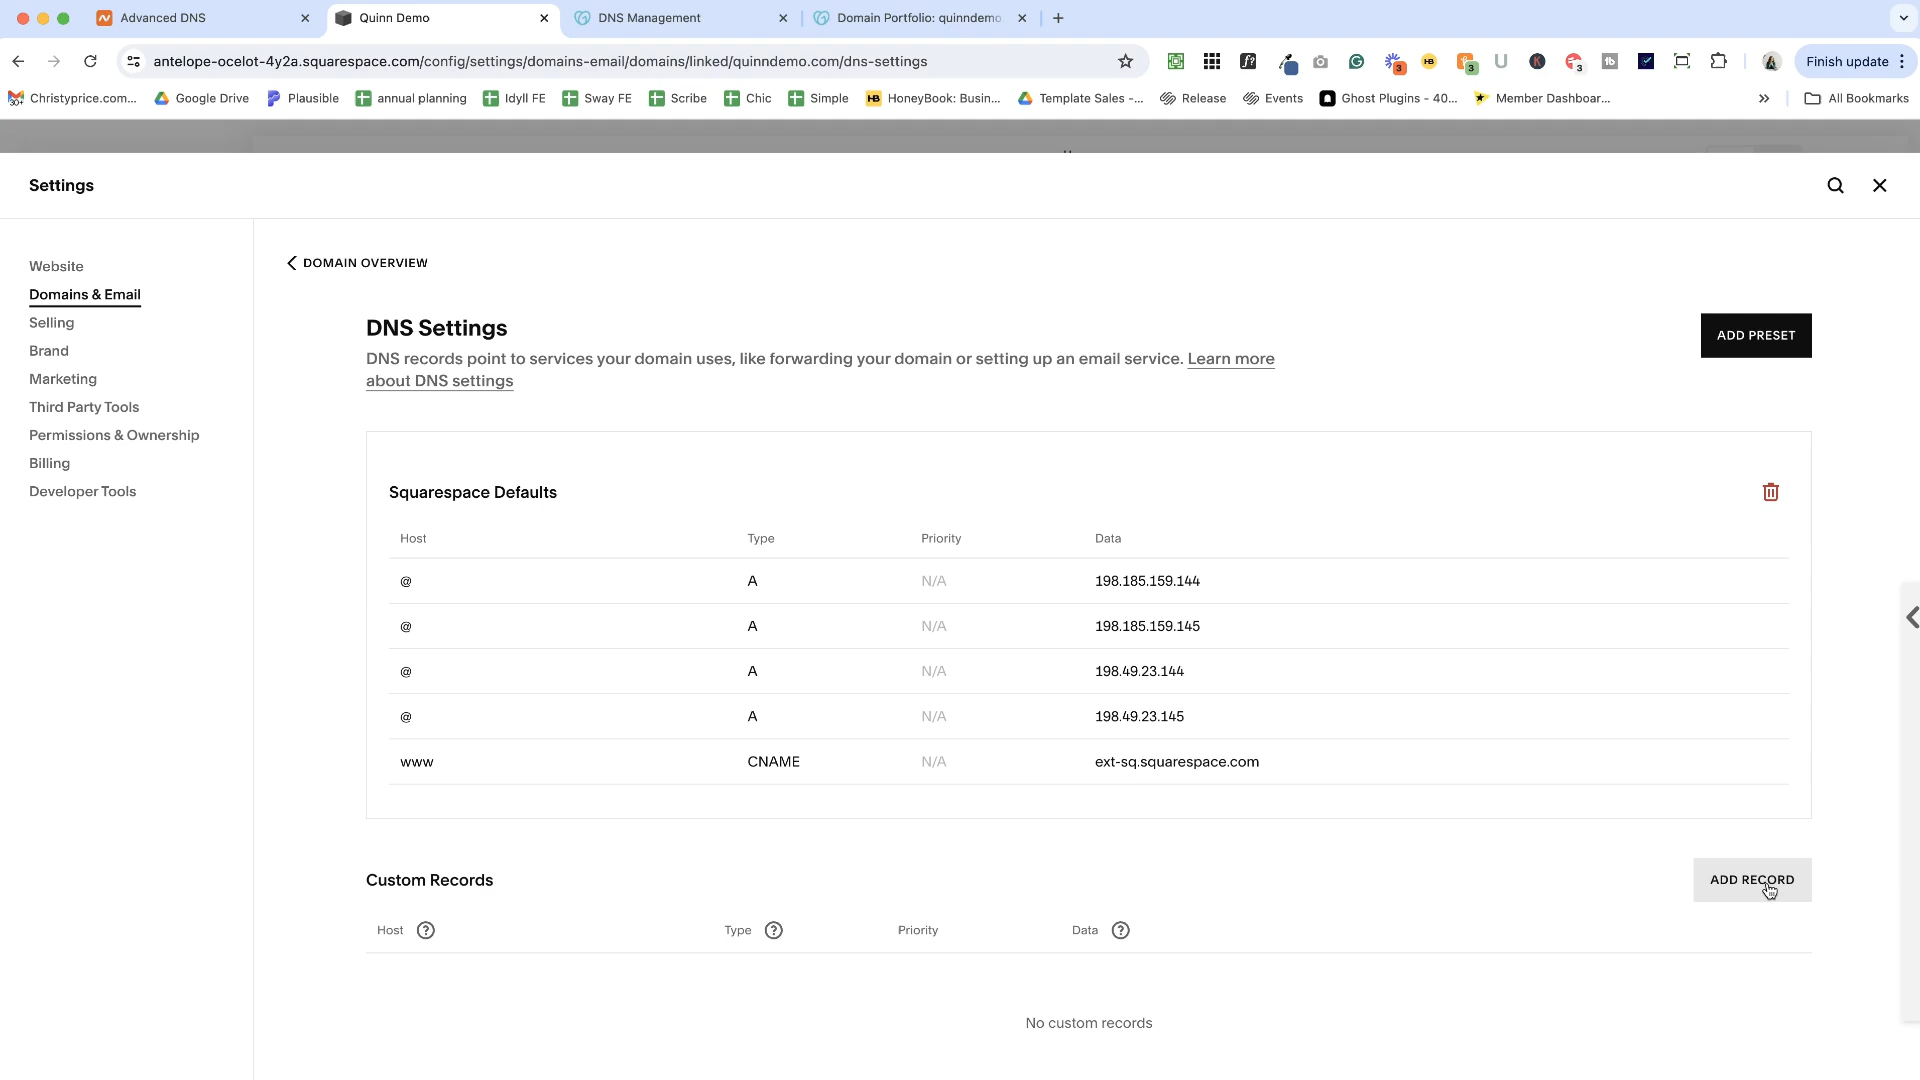 Advanced DNS
Quinn Demo
DNS Management
Domain Portfolio: quinndemo
antelope-ocelot-4y2a.squarespace.com/config/settings/domains-email/domains/linked/quinndemo.com/dns-settings
Finish update
Christyprice.com...
Google Drive
Plausible
annual planning
Idyll FE
Sway FE
Scribe
Chic
Simple
HoneyBook: Busin...
Template Sales -...
Release
Events
Ghost Plugins - 40...
Member Dashboar...
All Bookmarks
Settings
Website
Domains & Email
Selling
Brand
Marketing
Third Party Tools
Permissions & Ownership
Billing
Developer Tools
DOMAIN OVERVIEW
DNS Settings
DNS records point to services your domain uses, like forwarding your domain or setting up an email service. Learn more
about DNS settings
ADD PRESET
Squarespace Defaults
Host Type Priority Data
@ A N/A 198.185.159.144
@ A N/A 198.185.159.145
@ A N/A 198.49.23.144
@ A N/A 198.49.23.145
www CNAME N/A ext-sq.squarespace.com
Custom Records
ADD RECORD
Host ? Type ? Priority Data ?
No custom records